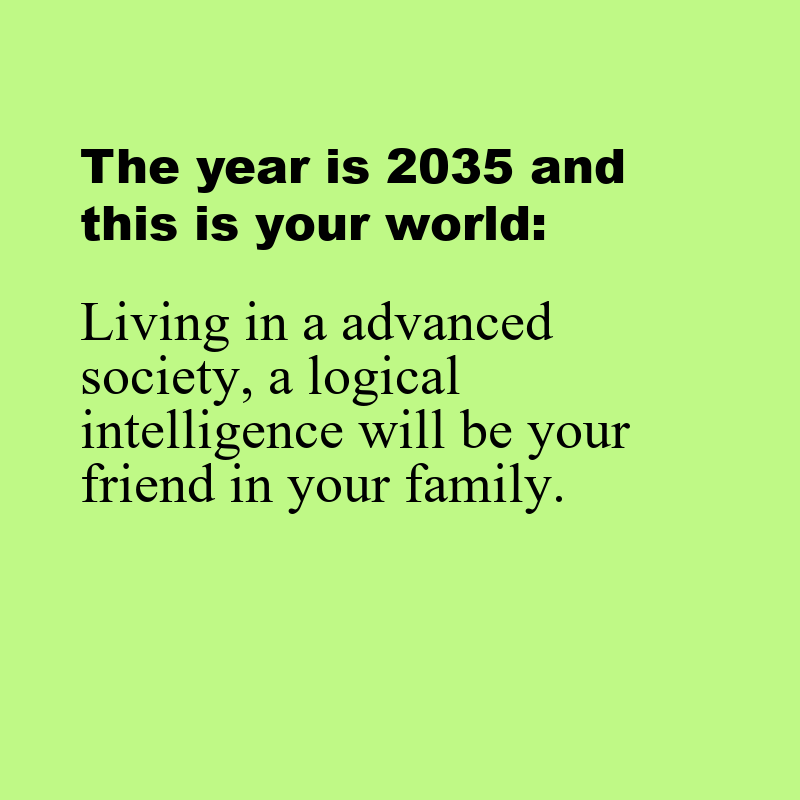 The year is 2035 and
this is your world:
Living in a advanced
society, a logical
intelligence will be your
friend in your family.